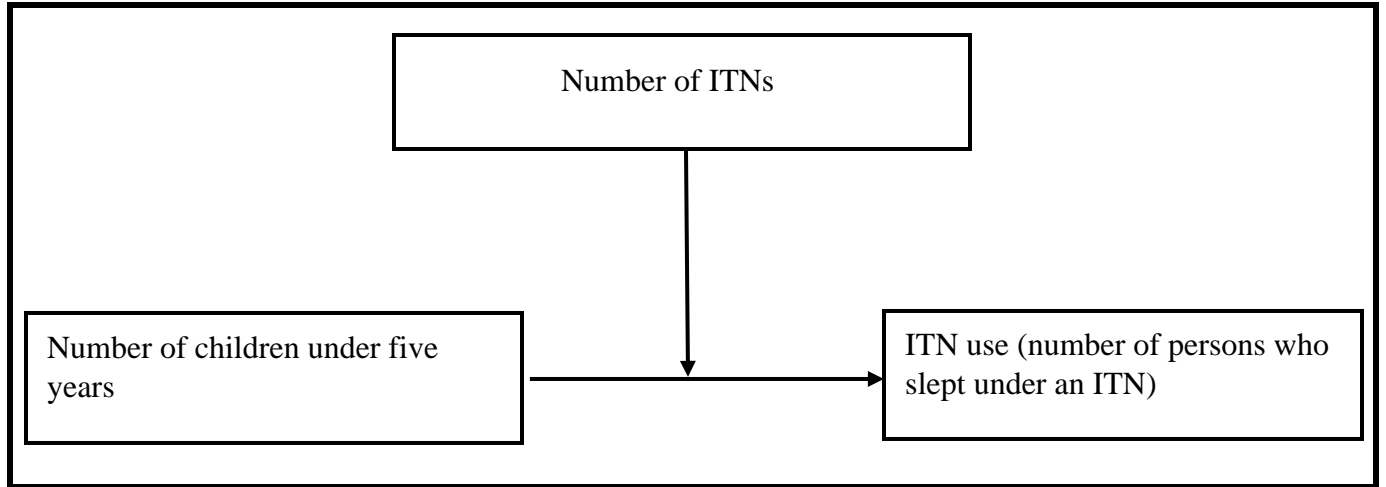 Number of ITNs
Number of children under five
years
ITN use (number of persons who
slept under an ITN)